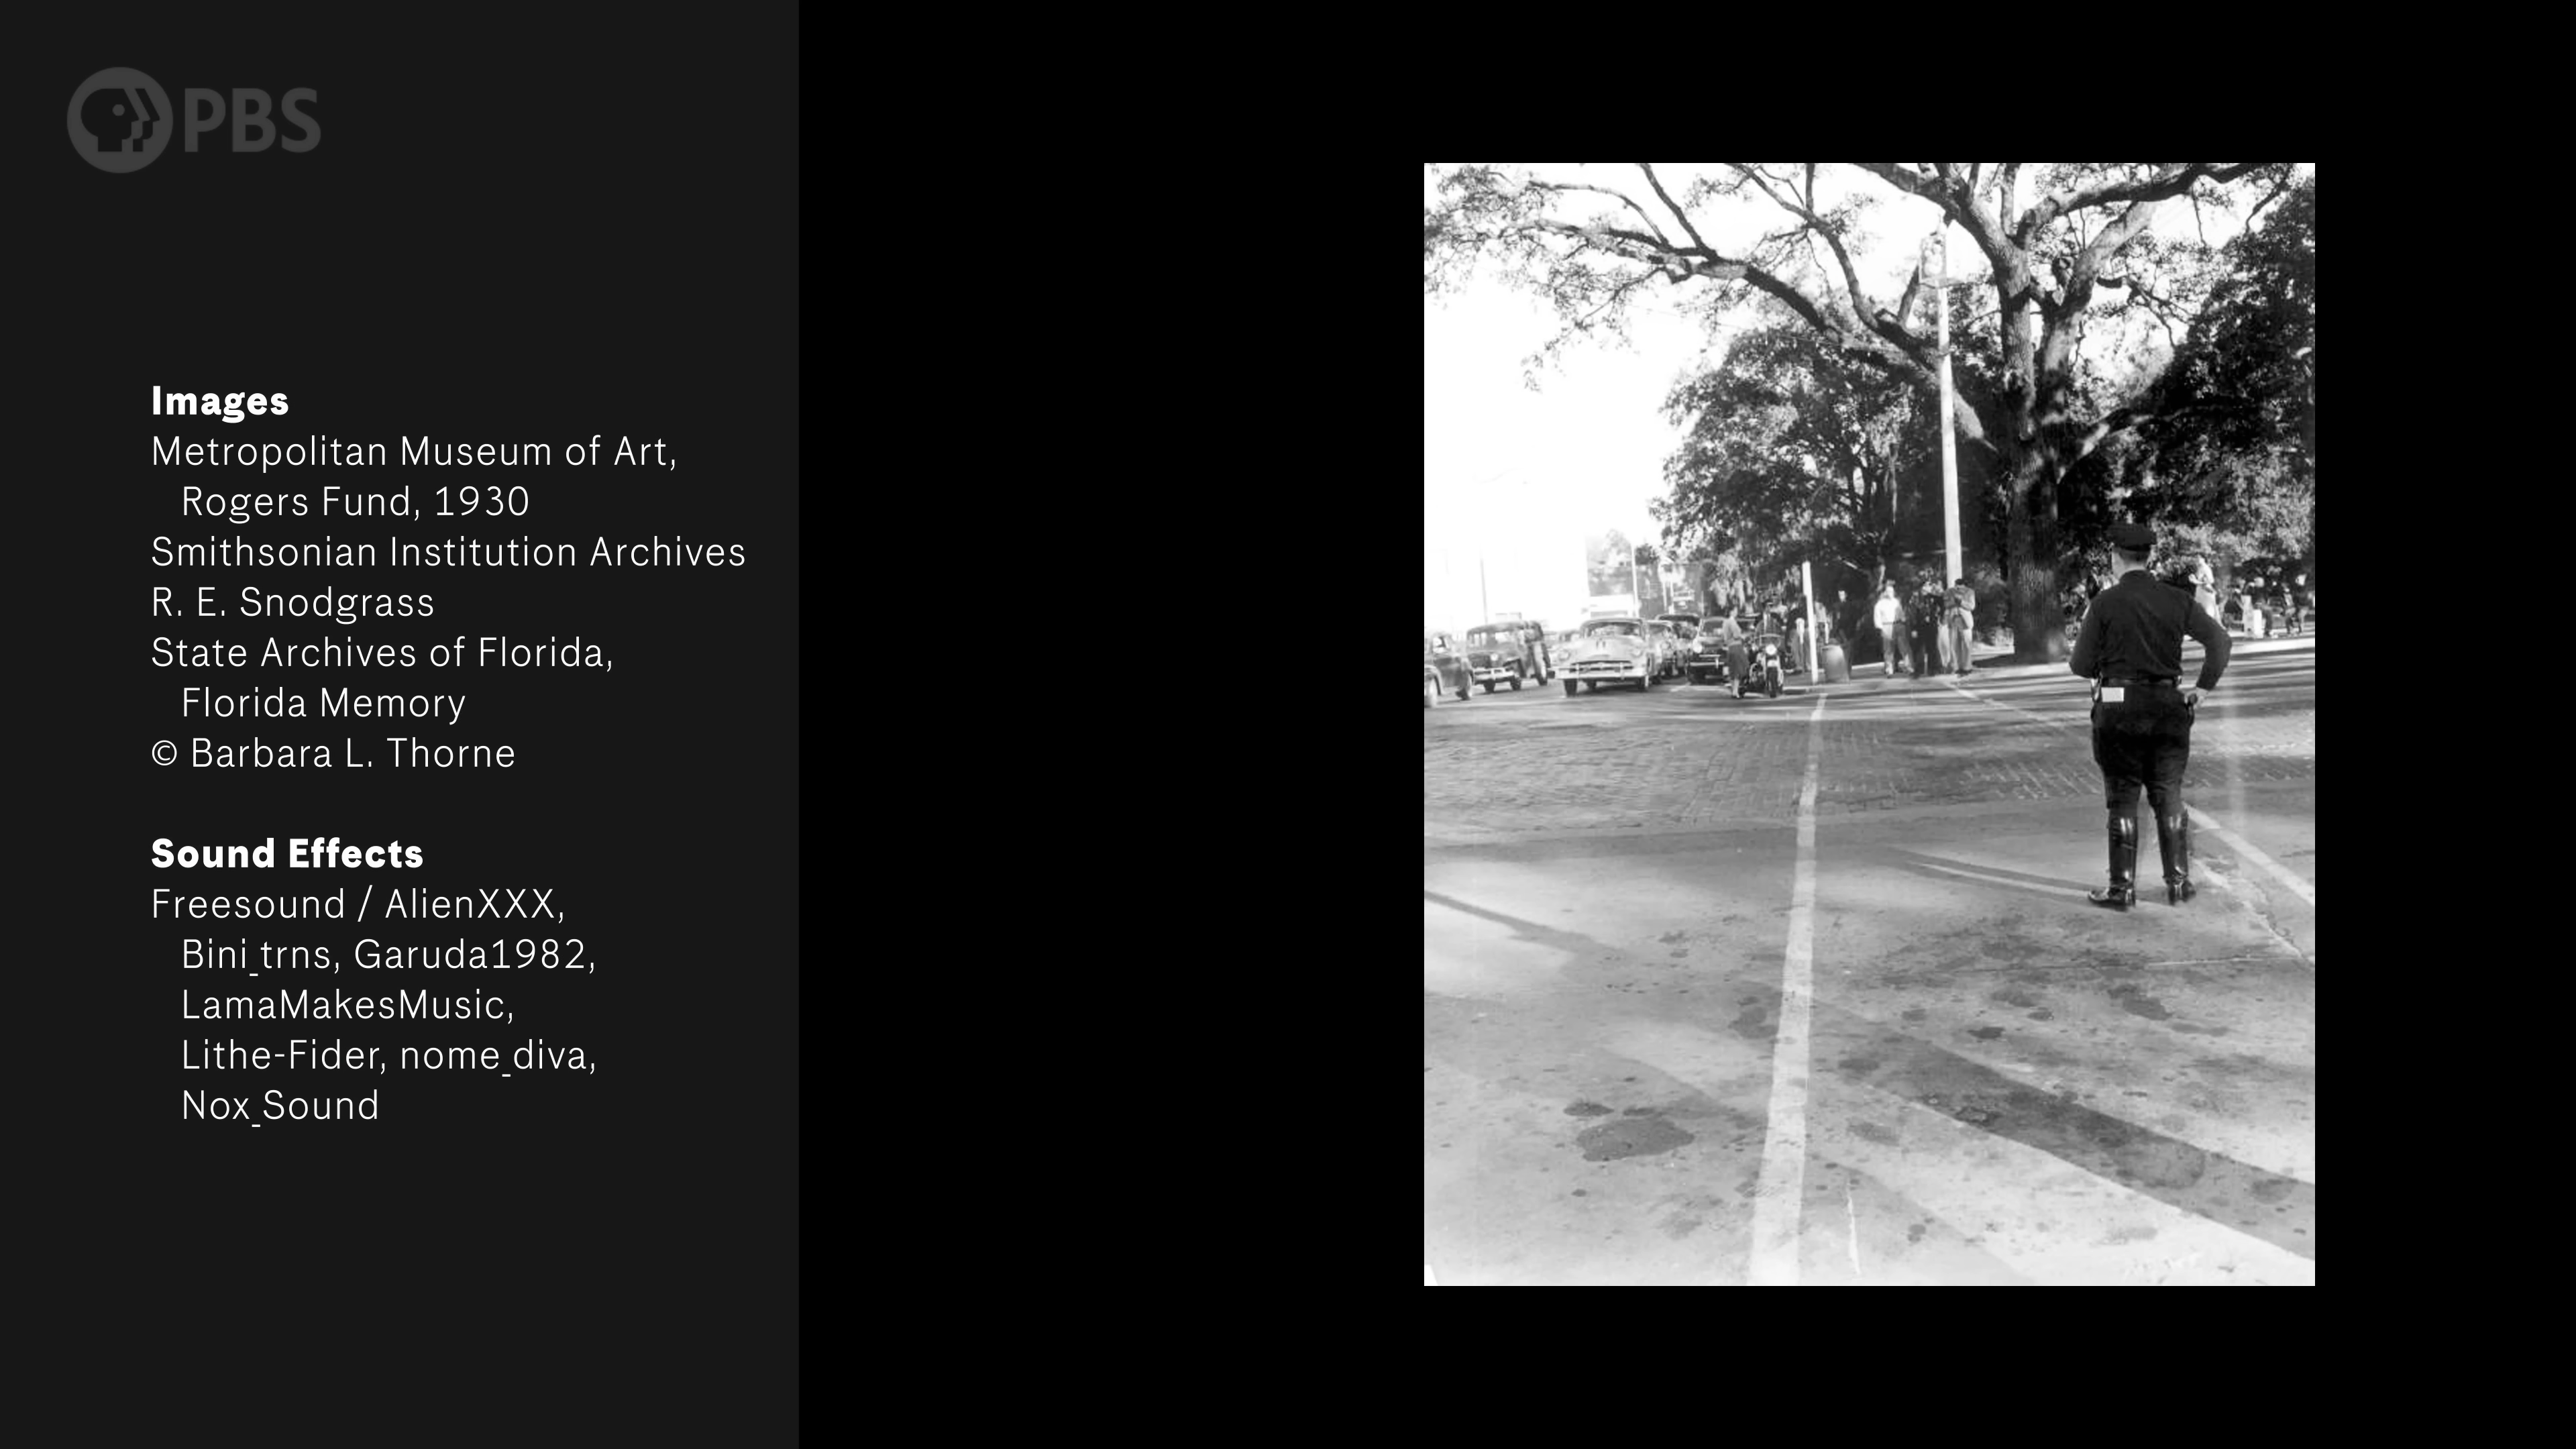 PBS
Images
Metropolitan Museum of Art,
Rogers Fund, 1930
Smithsonian Institution Archives
R. E. Snodgrass
State Archives of Florida,
Florida Memory
© Barbara L. Thorne
Sound Effects
Freesound / AlienXXX,
Bini_trns, Garuda1982,
LamaMakesMusic,
Lithe-Fider, nome_diva,
Nox_Sound